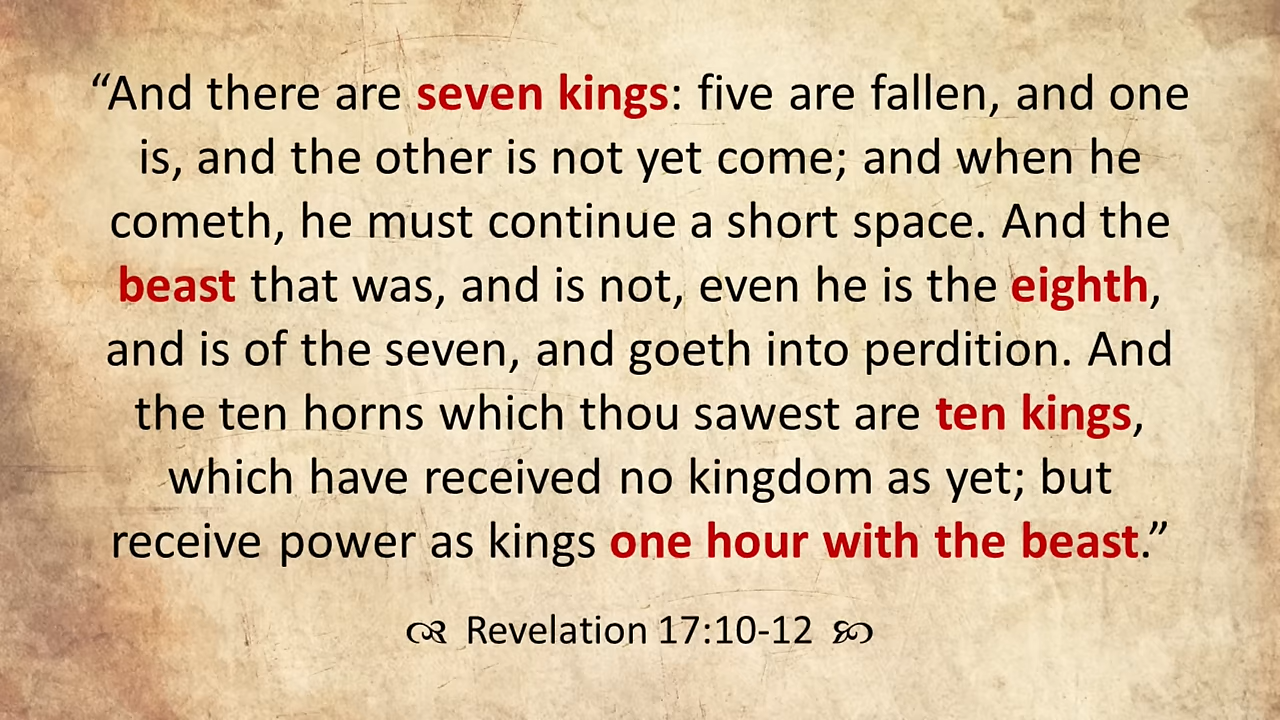 “And there are seven kings: five are fallen, and one
is, and the other is not yet come; and when he
cometh, he must continue a short space. And the
beast that was, and is not, even he is the eighth,
and is of the seven, and goeth into perdition. And
the ten horns which thou sawest are ten kings,
which have received no kingdom as yet; but
receive power as kings one hour with the beast.”
Revelation 17:10-12